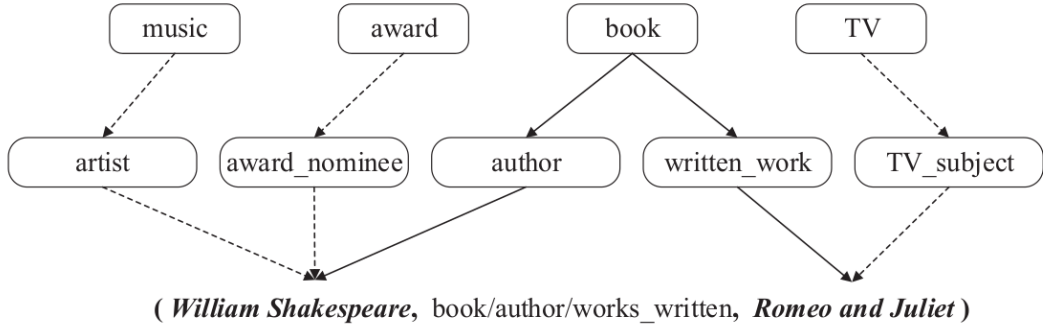 music award book TV
artist award_nominee author written_work TV_subject
( William Shakespeare, book/author/works_written, Romeo and Juliet )